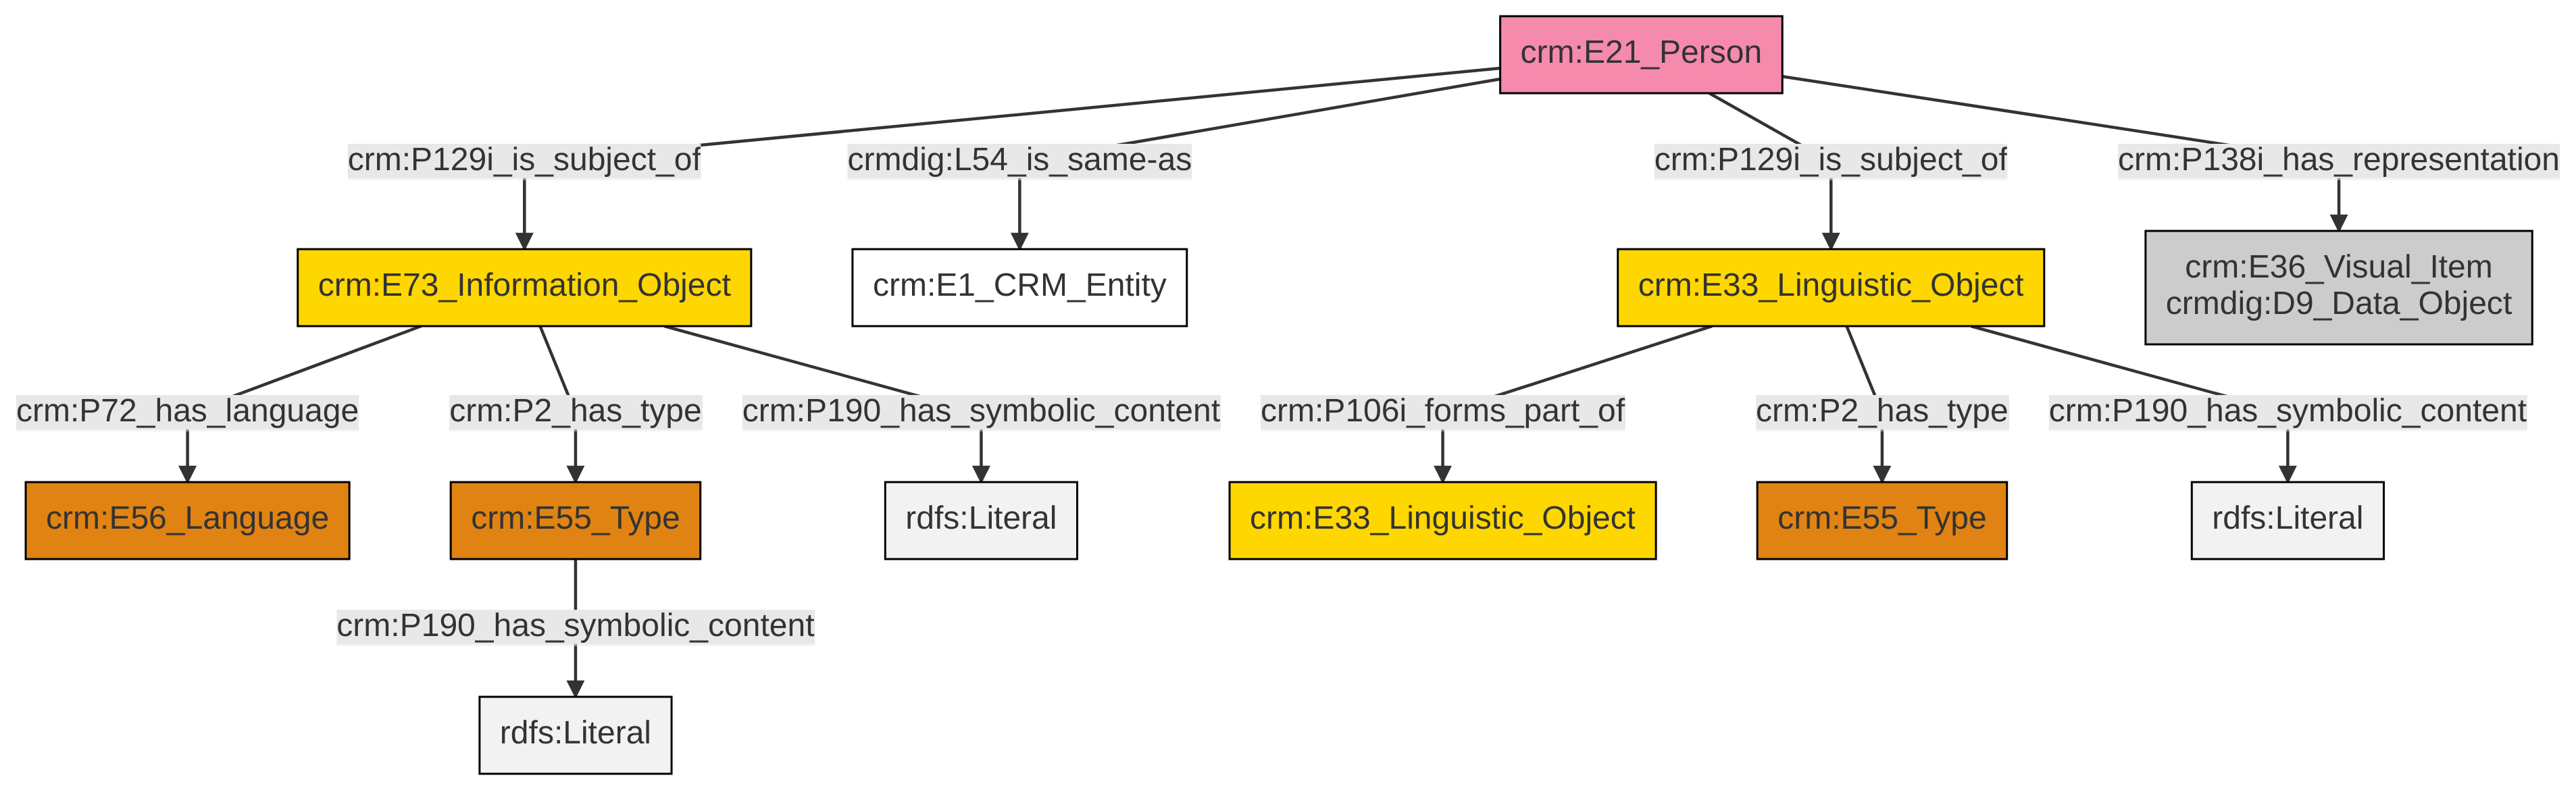 crm:E21_Person
crm:P129i_is_subject_of
crmdig:L54_is_same-as
crm:P129i_is_subject_of
crm:P138i_has_representation
crm:E73_Information_Object
crm:E1_CRM_Entity
crm:E33_Linguistic_Object
crm:E36_Visual_Item
crmdig:D9_Data_Object
crm:P72_has_language
crm:P2_has_type
crm:P190_has_symbolic_content
crm:P106i_forms_part_of
crm:P2_has_type
crm:P190_has_symbolic_content
crm:E56_Language
crm:E55_Type
rdfs:Literal
crm:E33_Linguistic_Object
crm:E55_Type
rdfs:Literal
crm:P190_has_symbolic_content
rdfs:Literal